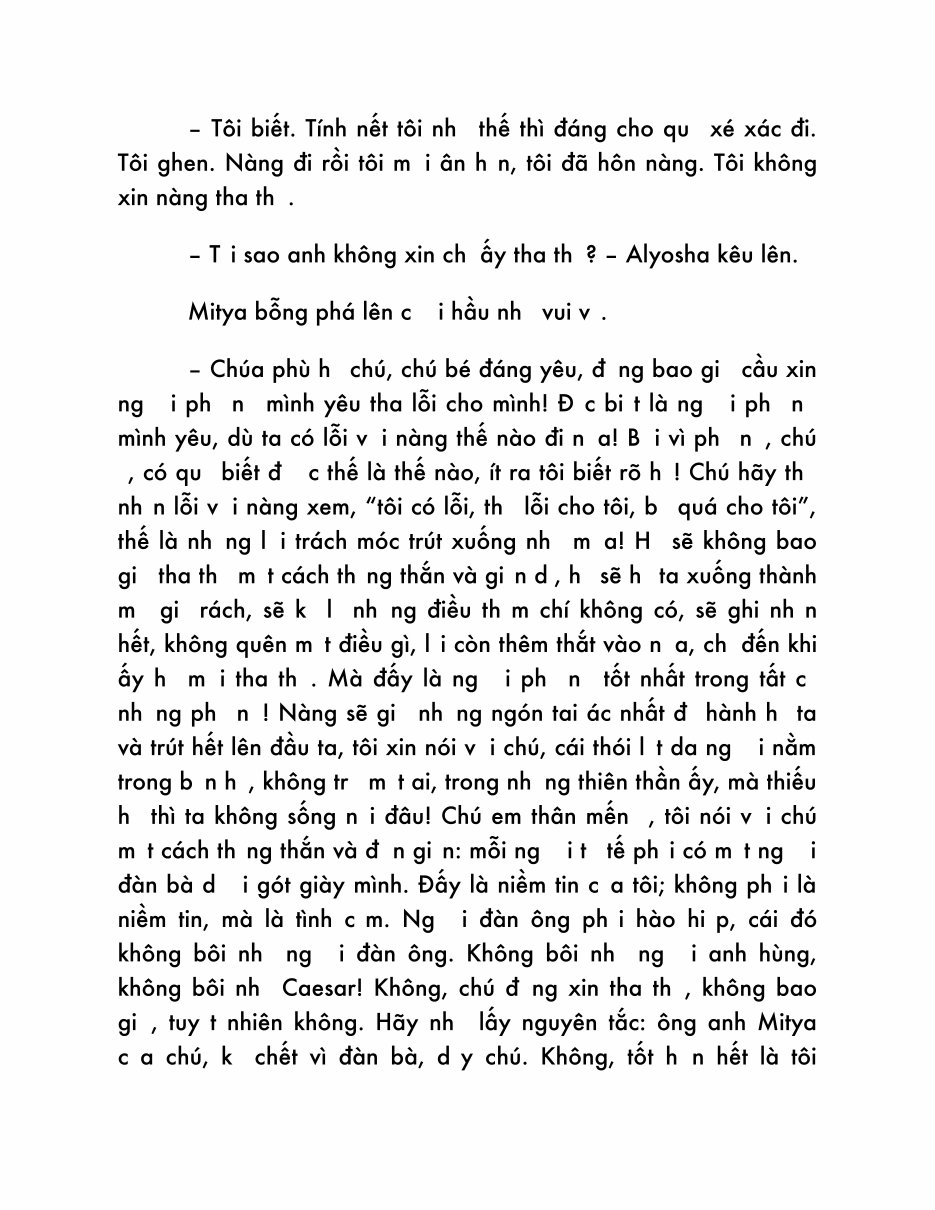 – Tôi biết. Tính nết tôi nh  thế thì đáng cho qu  xé xác đi.
Tôi ghen. Nàng đi rồi tôi m i ân h n, tôi đã hôn nàng. Tôi không
xin nàng tha th .
– T i sao anh không xin ch  ấy tha th ? – Alyosha kêu lên.
Mitya bỗng phá lên c  i hầu nh  vui v .
– Chúa phù h  chú, chú bé đáng yêu, đ ng bao gi  cầu xin
ng  i ph  n  mình yêu tha lỗi cho mình! Đ c bi t là ng  i ph  n 
mình yêu, dù ta có lỗi v i nàng thế nào đi n a! B i vì ph  n , chú
 , có qu  biết đ  c thế là thế nào, ít ra tôi biết rõ h ! Chú hãy th 
nh n lỗi v i nàng xem, “tôi có lỗi, th  lỗi cho tôi, b  quá cho tôi”,
thế là nh ng l i trách móc trút xuống nh  m a! H  sẽ không bao
gi  tha th  m t cách th ng thắn và gi n d , h  sẽ h  ta xuống thành
m  gi  rách, sẽ k  l  nh ng điều th m chí không có, sẽ ghi nh n
hết, không quên m t điều gì, l i còn thêm thắt vào n a, ch  đến khi
ấy h  m i tha th . Mà đấy là ng  i ph  n  tốt nhất trong tất c 
nh ng ph  n ! Nàng sẽ gi  nh ng ngón tai ác nhất đ  hành h  ta
và trút hết lên đầu ta, tôi xin nói v i chú, cái thói l t da ng  i nằm
trong b n h , không tr  m t ai, trong nh ng thiên thần ấy, mà thiếu
h  thì ta không sống n i đâu! Chú em thân mến  , tôi nói v i chú
m t cách th ng thắn và đ n gi n: mỗi ng  i t  tế ph i có m t ng  i
đàn bà d  i gót giày mình. Đấy là niềm tin c a tôi; không ph i là
niềm tin, mà là tình c m. Ng  i đàn ông ph i hào hi p, cái đó
không bôi nh  ng  i đàn ông. Không bôi nh  ng  i anh hùng,
không bôi nh  Caesar! Không, chú đ ng xin tha th , không bao
gi , tuy t nhiên không. Hãy nh  lấy nguyên tắc: ông anh Mitya
c a chú, k  chết vì đàn bà, d y chú. Không, tốt h n hết là tôi